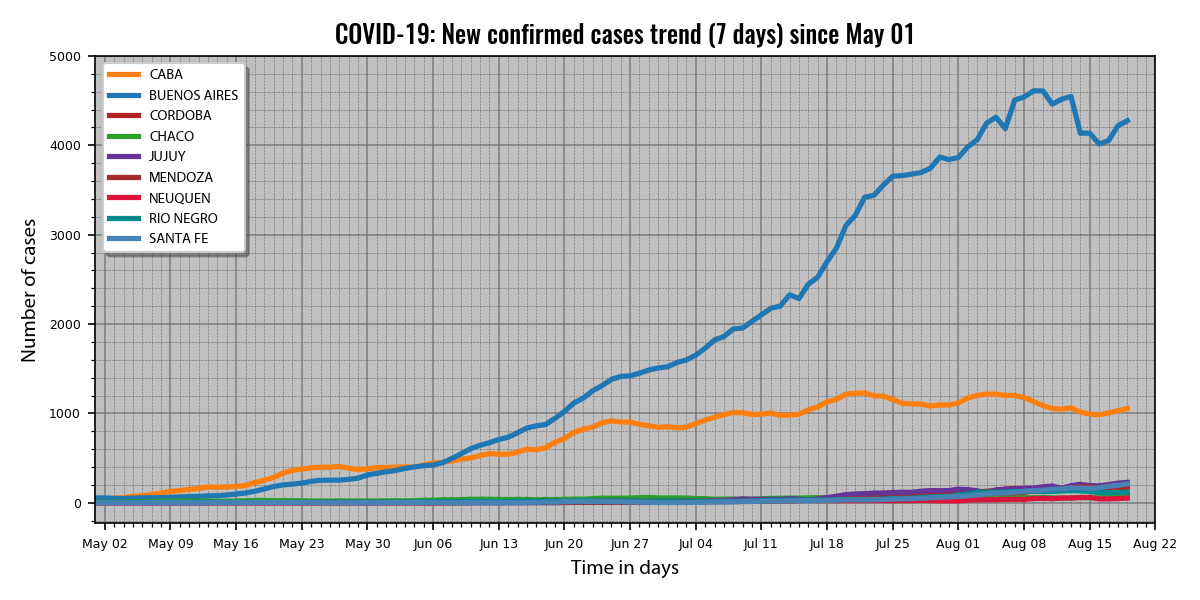 COVID-19: New confirmed cases trend (7 days) since May 01
5000
4000
3000
2000
1000
0
Number of cases
CABA
BUENOS AIRES
CORDOBA
CHACO
JUJUY
MENDOZA
NEUQUEN
RIO NEGRO
SANTA FE
May 02 May 09 May 16 May 23 May 30 Jun 06 Jun 13 Jun 20 Jun 27 Jul 04 Jul 11 Jul 18 Jul 25 Aug 01 Aug 08 Aug 15 Aug 22
Time in days